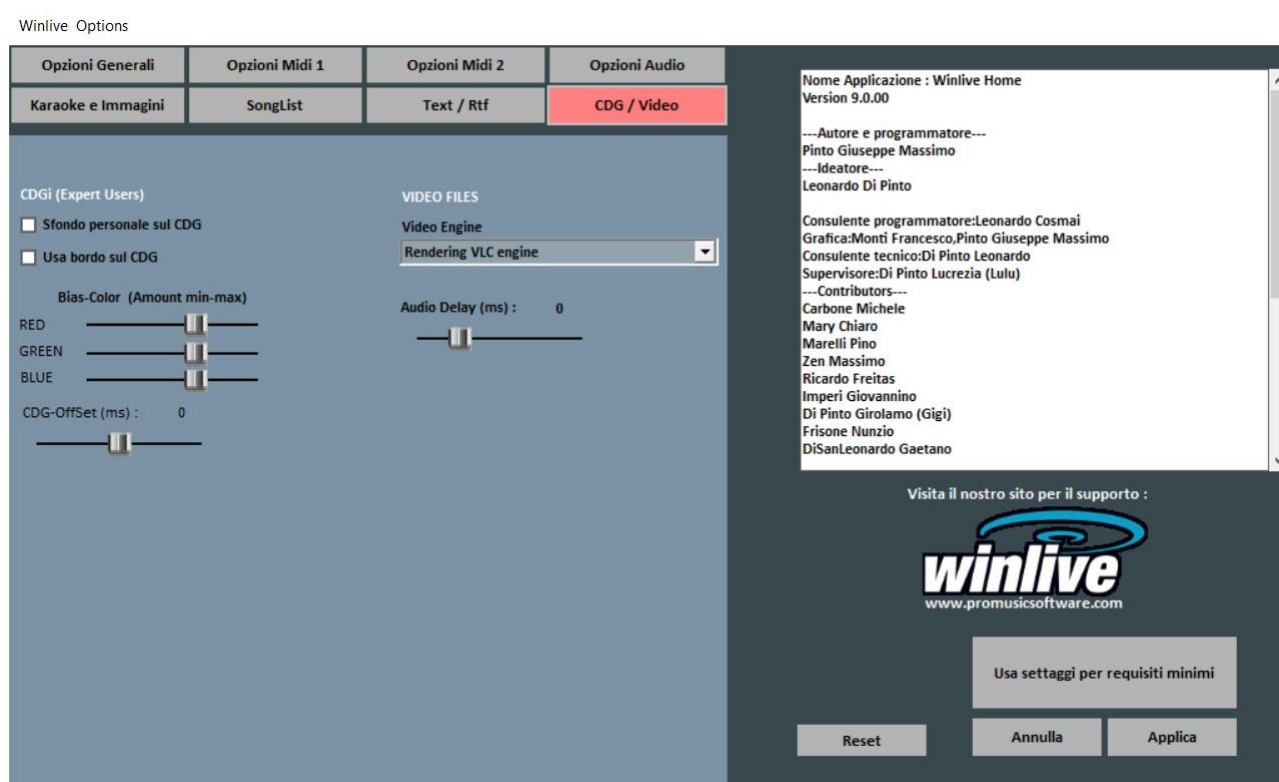 Winlive Options
Opzioni Generali
Opzioni Midi 1
Opzioni Midi 2
Opzioni Audio
Karaoke e Immagini
SongList
Text / Rtf
CDG / Video
CDGi (Expert Users)
Sfondo personale sul CDG
Usa bordo sul CDG
Bias-Color (Amount min-max)
RED
GREEN
BLUE
CDG-OffSet (ms) : 0
VIDEO FILES
Video Engine
Rendering VLC engine
Audio Delay (ms) : 0
Nome Applicazione : Winlive Home
Version 9.0.00
---Autore e programmatore---
Pinto Giuseppe Massimo
---Ideatore---
Leonardo Di Pinto
Consulente programmatore:Leonardo Cosmai
Grafica:Monti Francesco,Pinto Giuseppe Massimo
Consulente tecnico:Di Pinto Leonardo
Supervisore:Di Pinto Lucrezia (Lulu)
---Contributors---
Carbone Michele
Mary Chiaro
Marelli Pino
Zen Massimo
Ricardo Freitas
Imperi Giovannino
Di Pinto Girolamo (Gigi)
Frisone Nunzio
DiSanLeonardo Gaetano
Visita il nostro sito per il supporto :
winlive
www.promusicsoftware.com
Usa settaggi per requisiti minimi
Reset
Annulla
Applica